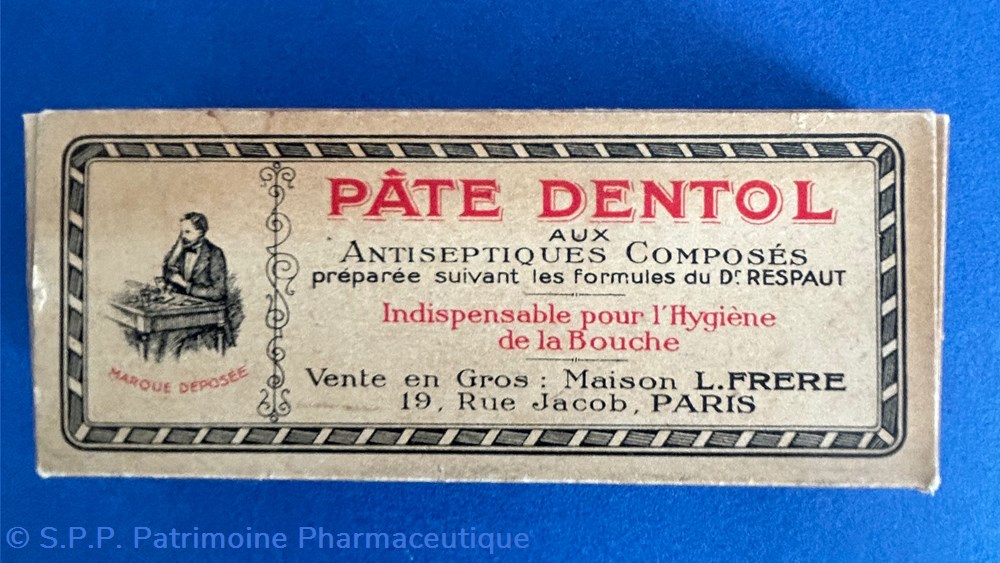 PÂTE DENTOL
AUX
ANTISEPTIQUES COMPOSÉS
préparée suivant les formules du Dr RESPAUT
Indispensable pour l'Hygiène
de la Bouche
Vente en Gros : Maison L. FRERE
19, Rue Jacob, PARIS
MARQUE DEPOSÉE
© S.P.P. Patrimoine Pharmaceutique